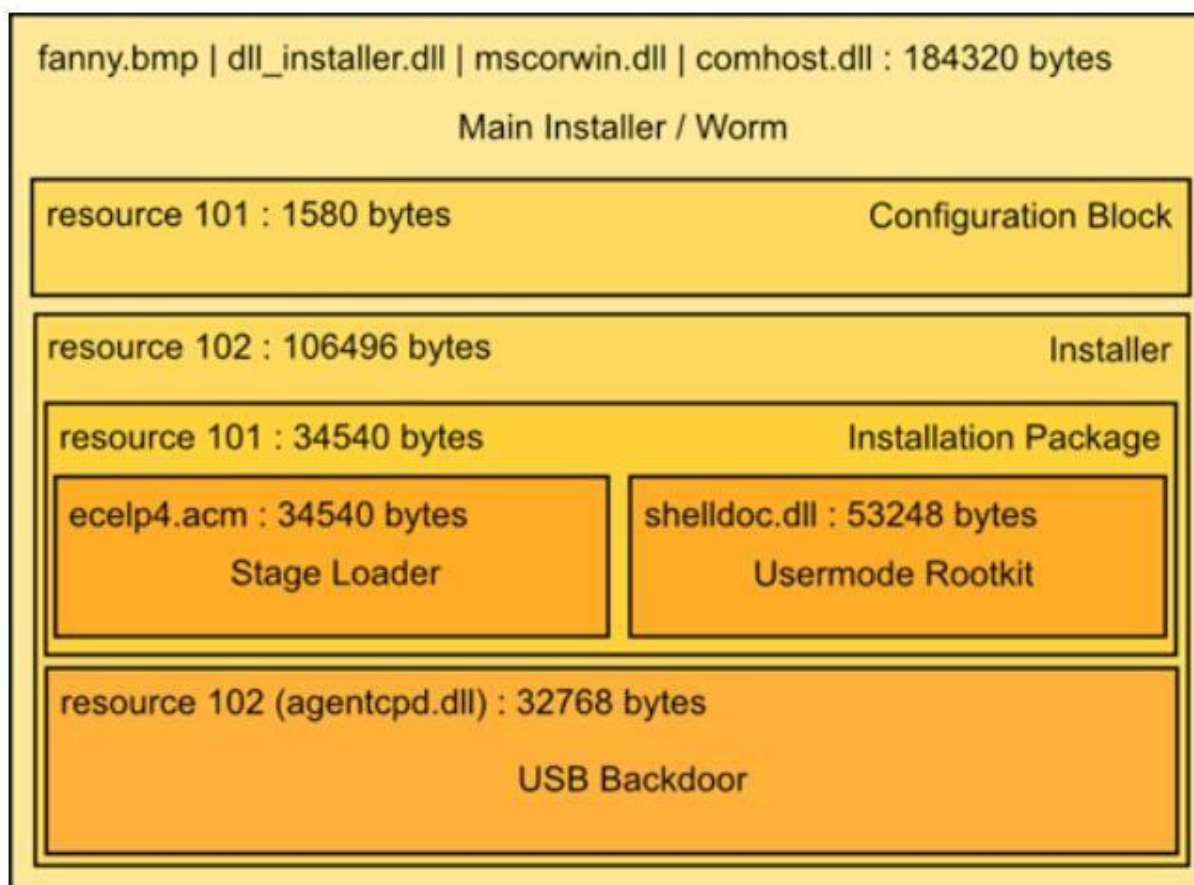 fanny.bmp | dll_installer.dll | mscorwin.dll | comhost.dll : 184320 bytes
Main Installer / Worm
resource 101 : 1580 bytes
Configuration Block
resource 102 : 106496 bytes
Installer
resource 101 : 34540 bytes
Installation Package
ecelp4.acm : 34540 bytes
Stage Loader
shelldoc.dll : 53248 bytes
Usermode Rootkit
resource 102 (agentcpd.dll) : 32768 bytes
USB Backdoor